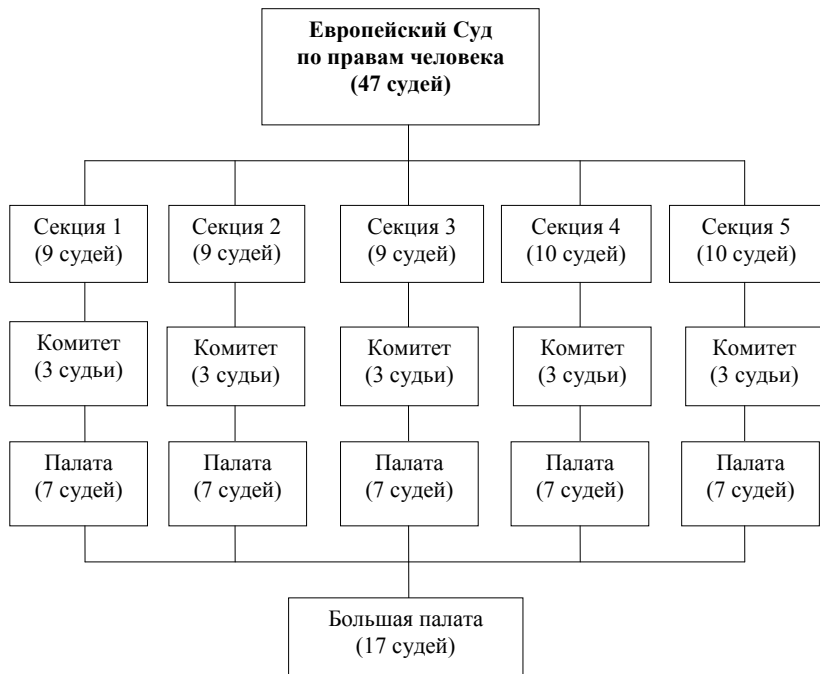 Европейский Суд
по правам человека
(47 судей)
Секция 1
(9 судей)
Секция 2
(9 судей)
Секция 3
(9 судей)
Секция 4
(10 судей)
Секция 5
(10 судей)
Комитет
(3 судьи)
Комитет
(3 судьи)
Комитет
(3 судьи)
Комитет
(3 судьи)
Комитет
(3 судьи)
Палата
(7 судей)
Палата
(7 судей)
Палата
(7 судей)
Палата
(7 судей)
Палата
(7 судей)
Большая палата
(17 судей)